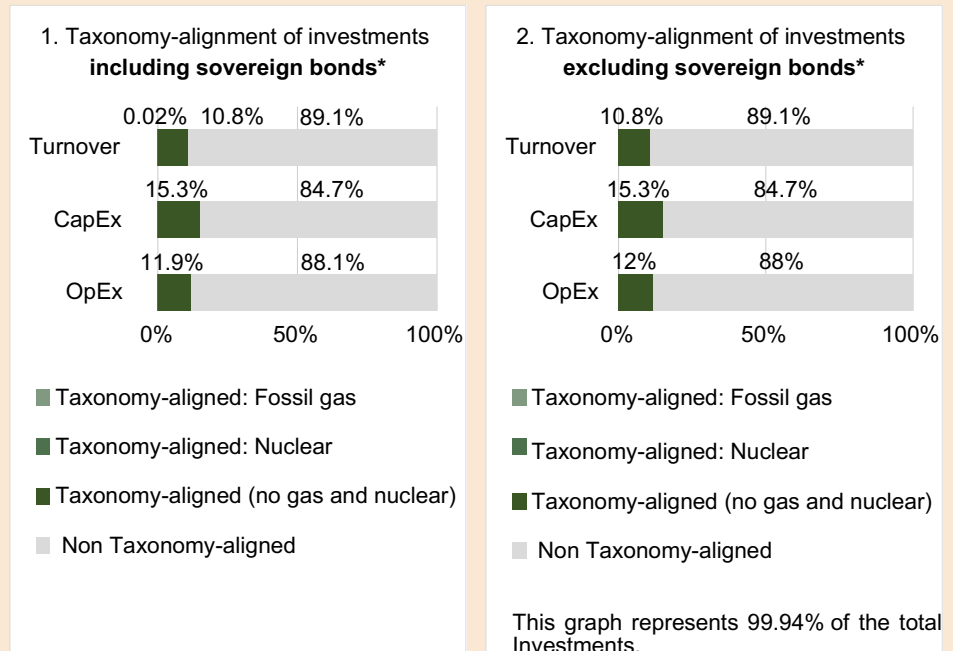 1. Taxonomy-alignment of investments
including sovereign bonds*
0.02% 10.8% 89.1%
Turnover
15.3% 84.7%
CapEx
11.9% 88.1%
OpEx
0% 50% 100%
Taxonomy-aligned: Fossil gas
Taxonomy-aligned: Nuclear
Taxonomy-aligned (no gas and nuclear)
Non Taxonomy-aligned
2. Taxonomy-alignment of investments
excluding sovereign bonds*
10.8% 89.1%
Turnover
15.3% 84.7%
CapEx
12% 88%
OpEx
0% 50% 100%
Taxonomy-aligned: Fossil gas
Taxonomy-aligned: Nuclear
Taxonomy-aligned (no gas and nuclear)
Non Taxonomy-aligned
This graph represents 99.94% of the total
Investments.